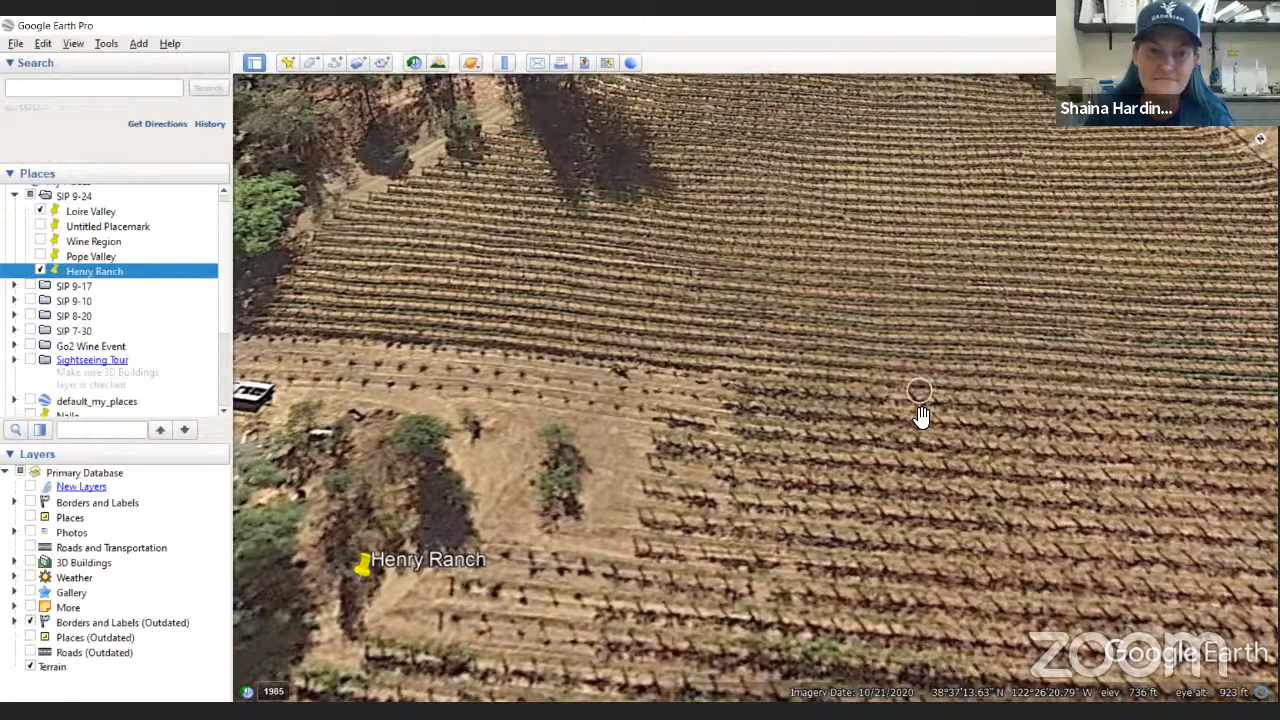 Google Earth Pro
File Edit View Tools Add Help
Search
Search
Get Directions History
Places
SIP 9-24
Loire Valley
Untitled Placemark
Wine Region
Pope Valley
Henry Ranch
SIP 9-17
SIP 9-10
SIP 8-20
SIP 7-30
Go2 Wine Event
Sightseeing Tour
Make sure 3D Buildings
layer is checked
default_my_places
Layers
Primary Database
New Layers
Borders and Labels
Places
Photos
Roads and Transportation
3D Buildings
Weather
Gallery
More
Borders and Labels (Outdated)
Places (Outdated)
Roads (Outdated)
Terrain
Shaina Hardin...
Henry Ranch
zoom
Google Earth
1985
Imagery Date: 10/21/2020 38°37'13.63" N 122°26'20.79" W elev 736 ft eye alt 923 ft